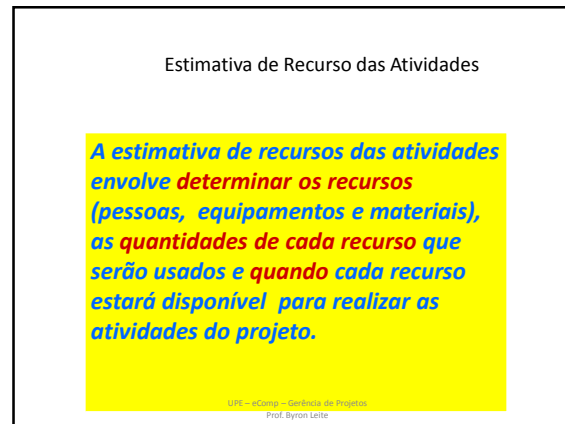 Estimativa de Recurso das Atividades
A estimativa de recursos das atividades
envolve determinar os recursos
(pessoas, equipamentos e materiais),
as quantidades de cada recurso que
serão usados e quando cada recurso
estará disponível para realizar as
atividades do projeto.
UPE – eComp – Gerência de Projetos
Prof. Byron Leite